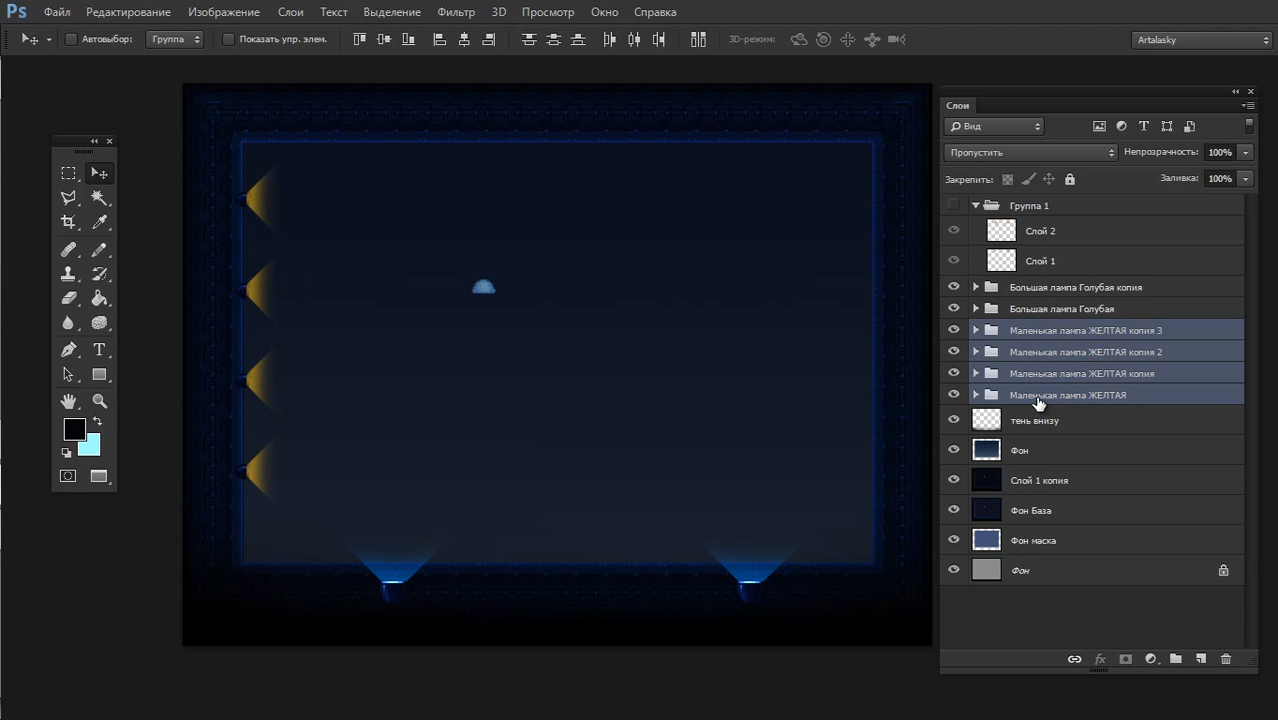 Ps Файл Редактирование Изображение Слои Текст Выделение Фильтр 3D Просмотр Окно Справка
Автовыбор: Группа Показать упр. элем. 3D-режим: Artalasky
Слои
Вид
Пропустить Непрозрачность: 100%
Закрепить: Заливка: 100%
Группа 1
Слой 2
Слой 1
Большая лампа Голубая копия
Большая лампа Голубая
Маленькая лампа ЖЕЛТАЯ копия 3
Маленькая лампа ЖЕЛТАЯ копия 2
Маленькая лампа ЖЕЛТАЯ копия
Маленькая лампа ЖЕЛТАЯ
тень внизу
Фон
Слой 1 копия
Фон База
Фон маска
Фон